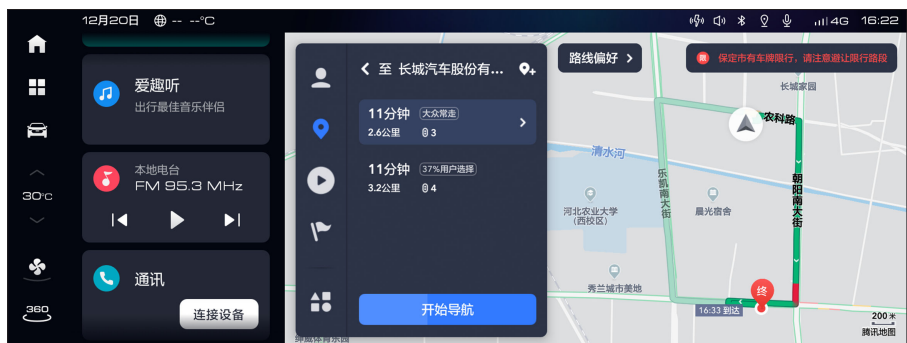 12月20日 -- --°C
4G 16:22
30°C
360
爱趣听
出行最佳音乐伴侣
本地电台
FM 95.3 MHz
通讯
连接设备
至 长城汽车股份有...
11分钟 大众常走
2.6公里 3
11分钟 37%用户选择
3.2公里 4
开始导航
路线偏好
限 保定市有车牌限行，请注意避让限行路段
长城家园
农科路
清水河
乐凯南大街
朝阳南大街
河北农业大学
(西校区)
晨光宿舍
秀兰城市美地
终
16:33 到达
200米
腾讯地图